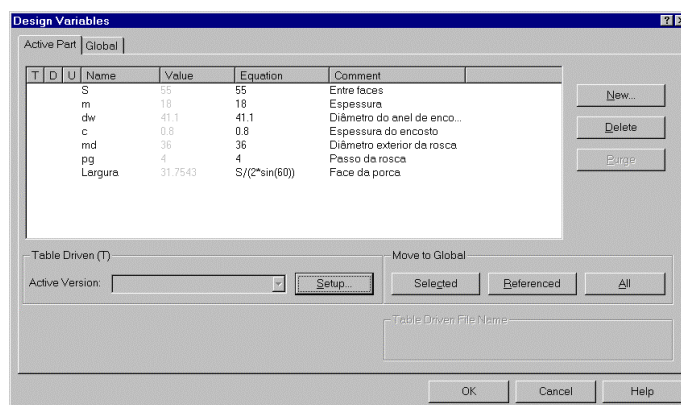 Design Variables
Active Part Global
T D U Name Value Equation Comment
S 55 55 Entre faces
m 18 18 Espessura
dw 41.1 41.1 Diâmetro do anel de enco...
c 0.8 0.8 Espessura do encosto
md 36 36 Diâmetro exterior da rosca
pg 4 4 Passo da rosca
Largura 31.7543 S/(2*sin(60)) Face da porca
New...
Delete
Purge
Table Driven (T)
Active Version:
Setup...
Move to Global
Selected Referenced All
Table Driven File Name
OK Cancel Help